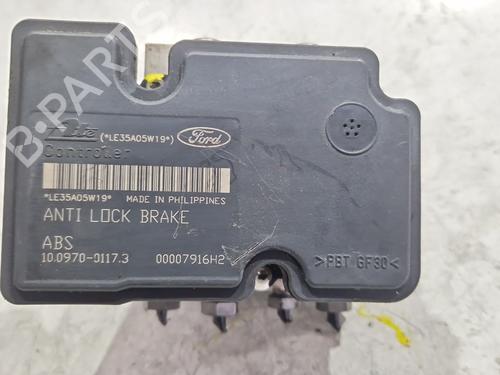 B-PARTS
Ate
(*LE35A05W19*)
Ford
Controller
*LE35A05W19*
MADE IN PHILIPPINES
ANTI LOCK BRAKE
ABS
10.0970-0117.3
00007916H2
>PBT GF30<